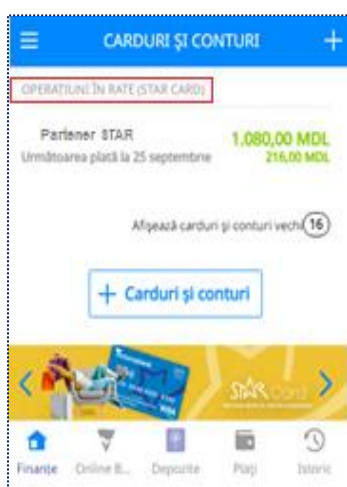 CARDURI ȘI CONTURI
OPERAȚIUNI ÎN RATE (STAR CARD)
Partener STAR
1.080,00 MDL
Următoarea plată la 25 septembrie
216,00 MDL
Afișează carduri și conturi vechi 16
+ Carduri și conturi
STAR Card
Finanțe Online B... Depozite Plăți Istoric